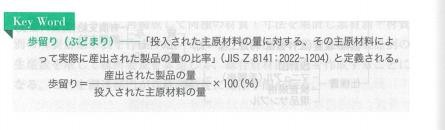 Key Word
歩留り（ぶどまり）——「投入された主原材料の量に対する、その主原材料によ
って実際に産出された製品の量の比率」（JIS Z 8141：2022-1204）と定義される。
歩留り＝産出された製品の量/投入された主原材料の量×100（％）